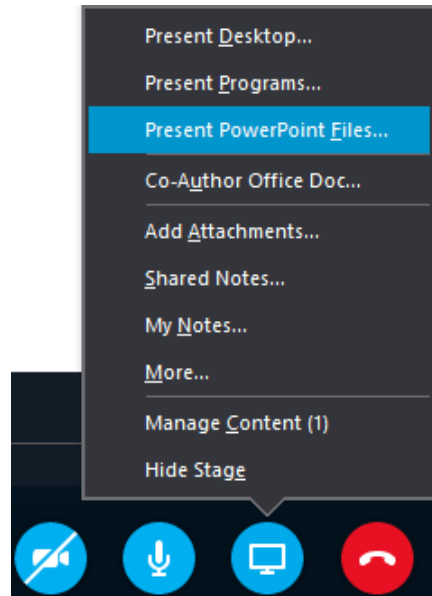 Present Desktop...
Present Programs...
Present PowerPoint Files...
Co-Author Office Doc...
Add Attachments...
Shared Notes...
My Notes...
More...
Manage Content (1)
Hide Stage